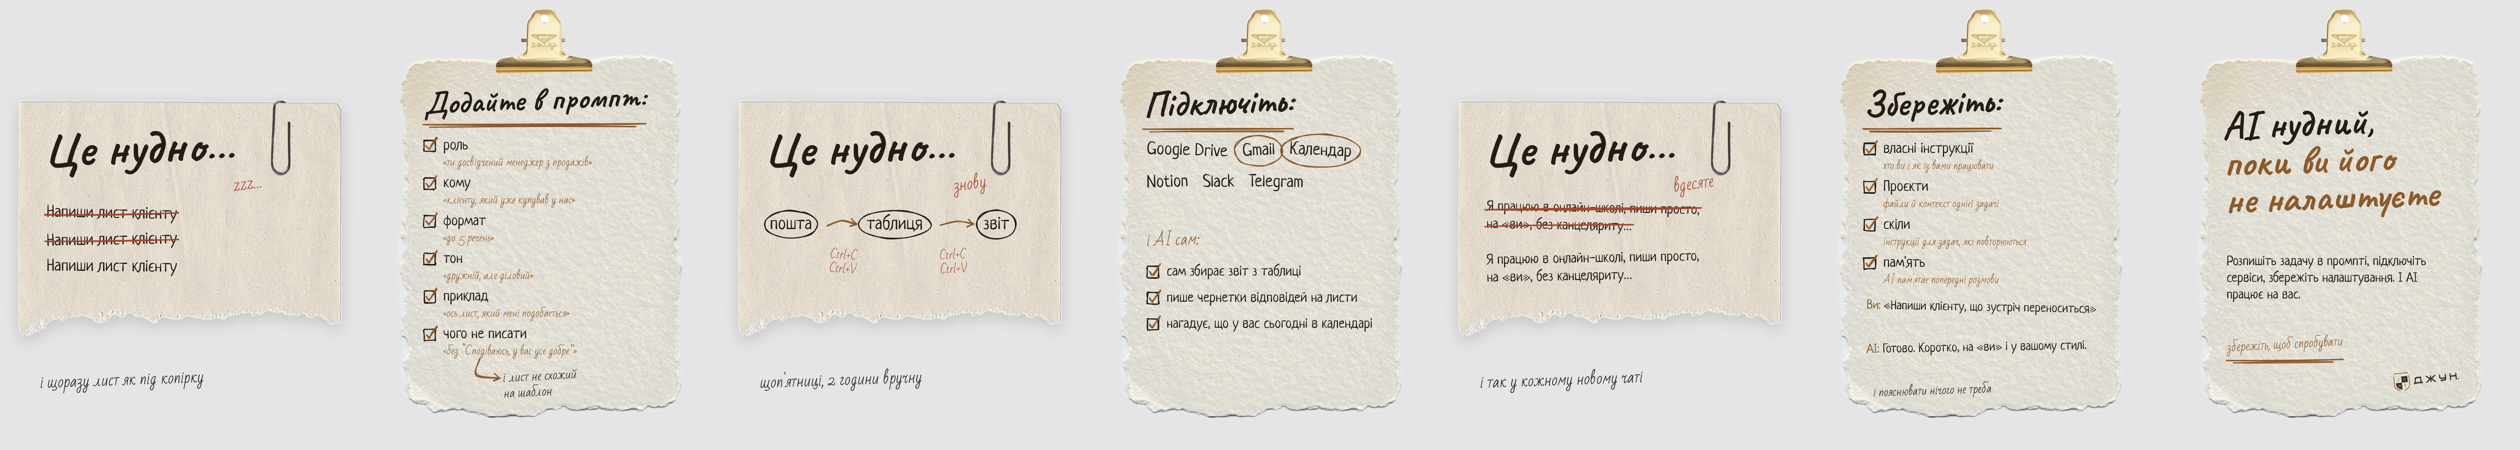 Це нудно...
zzz...
Напиши лист клієнту
Напиши лист клієнту
Напиши лист клієнту
і щоразу лист як під копірку
Додайте в промпт:
роль
«ти досвідчений менеджер з продажів»
кому
«клієнту, який уже купував у нас»
формат
«до 5 речень»
тон
«дружній, але діловий»
приклад
«ось лист, який мені подобається»
чого не писати
«без "Сподіваюсь, у вас усе добре"»
і лист не схожий
на шаблон
Це нудно...
знову
пошта таблиця звіт
Ctrl+C Ctrl+C
Ctrl+V Ctrl+V
щоп'ятниці, 2 години вручну
Підключіть:
Google Drive Gmail Календар
Notion Slack Telegram
і AI сам:
сам збирає звіт з таблиці
пише чернетки відповідей на листи
нагадує, що у вас сьогодні в календарі
Це нудно...
вдесяте
Я працюю в онлайн-школі, пиши просто,
на «ви», без канцеляриту...
Я працюю в онлайн-школі, пиши просто,
на «ви», без канцеляриту...
і так у кожному новому чаті
Збережіть:
власні інструкції
хто ви і як із вами працювати
Проєкти
файли й контекст однієї задачі
скіли
інструкції для задач, які повторюються
пам'ять
AI пам'ятає попередні розмови
Ви: «Напиши клієнту, що зустріч переноситься»
AI: Готово. Коротко, на «ви» і у вашому стилі.
і пояснювати нічого не треба
AI нудний,
поки ви його
не налаштуєте
Розпишіть задачу в промпті, підключіть
сервіси, збережіть налаштування. І AI
працює на вас.
збережіть, щоб спробувати
ДЖУН.